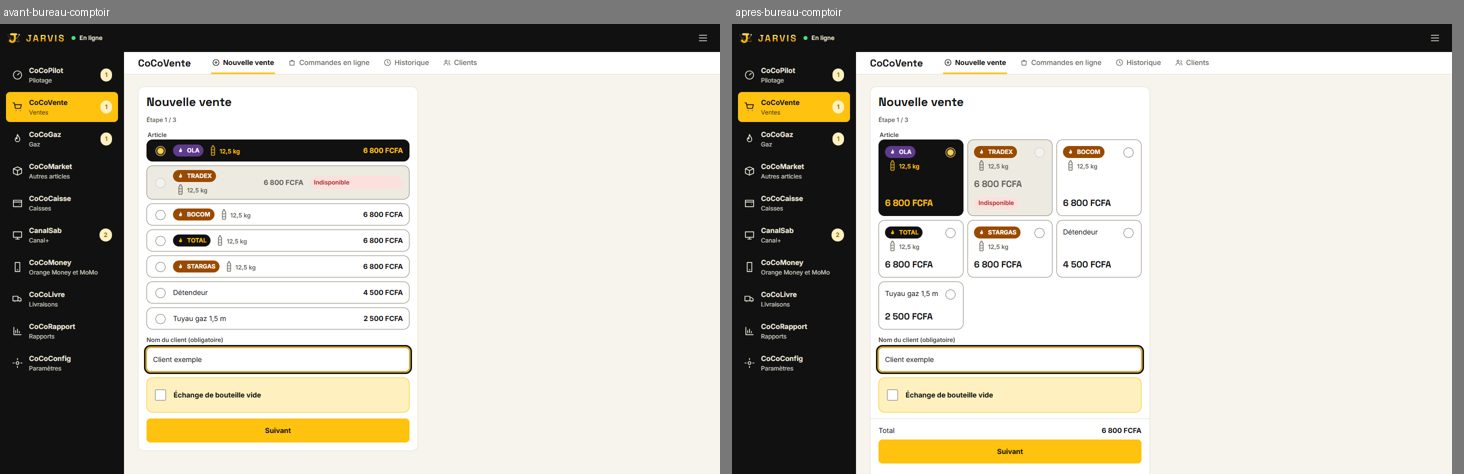 avant-bureau-comptoir
JARVIS En ligne
CoCoPilot
Pilotage
1
CoCoVente
Ventes
1
CoCoGaz
Gaz
1
CoCoMarket
Autres articles
CoCoCaisse
Caisses
CanalSab
Canal+
2
CoCoMoney
Orange Money et MoMo
CoCoLivre
Livraisons
CoCoRapport
Rapports
CoCoConfig
Paramètres
CoCoVente Nouvelle vente Commandes en ligne Historique Clients
Nouvelle vente
Étape 1 / 3
Article
OLA 12,5 kg 6 800 FCFA
TRADEX
12,5 kg
6 800 FCFA Indisponible
BOCOM 12,5 kg 6 800 FCFA
TOTAL 12,5 kg 6 800 FCFA
STARGAS 12,5 kg 6 800 FCFA
Détendeur 4 500 FCFA
Tuyau gaz 1,5 m 2 500 FCFA
Nom du client (obligatoire)
Client exemple
Échange de bouteille vide
Suivant
apres-bureau-comptoir
JARVIS En ligne
CoCoPilot
Pilotage
1
CoCoVente
Ventes
1
CoCoGaz
Gaz
1
CoCoMarket
Autres articles
CoCoCaisse
Caisses
CanalSab
Canal+
2
CoCoMoney
Orange Money et MoMo
CoCoLivre
Livraisons
CoCoRapport
Rapports
CoCoConfig
Paramètres
CoCoVente Nouvelle vente Commandes en ligne Historique Clients
Nouvelle vente
Étape 1 / 3
Article
OLA
12,5 kg
6 800 FCFA
TRADEX
12,5 kg
6 800 FCFA
Indisponible
BOCOM
12,5 kg
6 800 FCFA
TOTAL
12,5 kg
6 800 FCFA
STARGAS
12,5 kg
6 800 FCFA
Détendeur
4 500 FCFA
Tuyau gaz 1,5 m
2 500 FCFA
Nom du client (obligatoire)
Client exemple
Échange de bouteille vide
Total 6 800 FCFA
Suivant